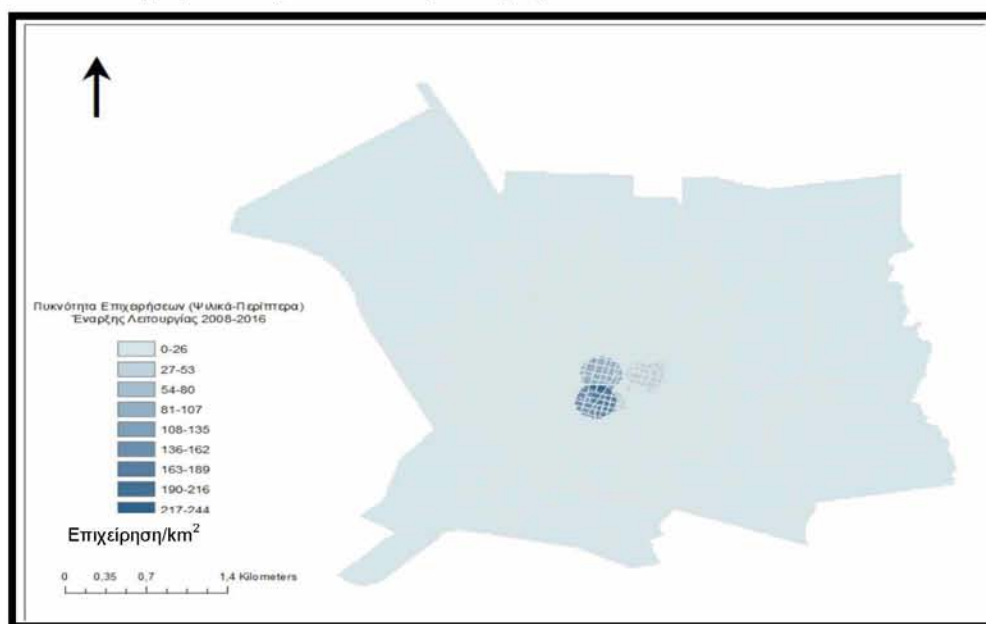 Πυκνότητα Επιχειρήσεων (Ψιλικά-Περίπτερα)
Έναρξης Λειτουργίας 2008-2016
0-26
27-53
54-80
81-107
108-135
136-162
163-189
190-216
217-244
Επιχείρηση/km²
0 0,35 0,7 1,4 Kilometers